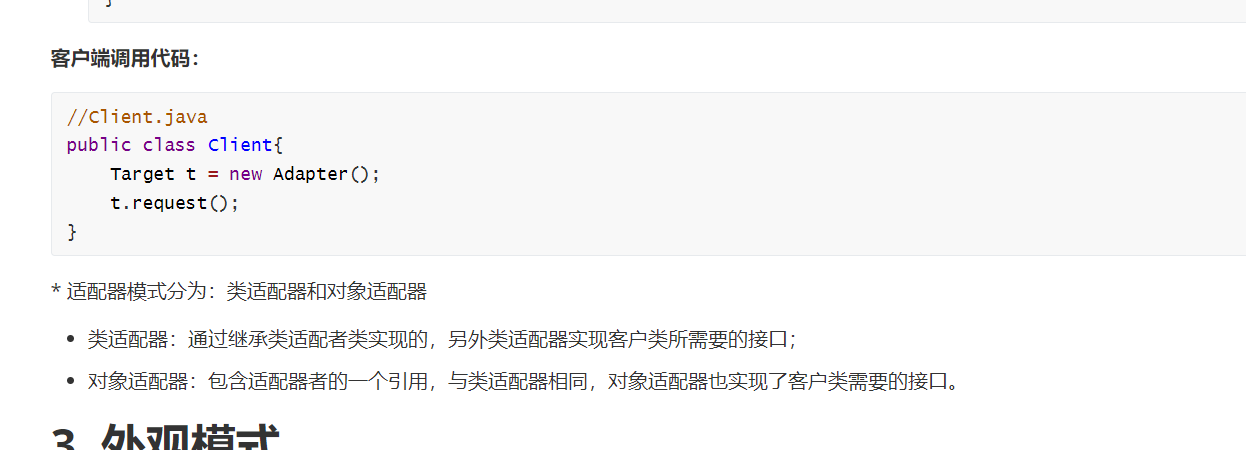 }
客户端调用代码：
//Client.java
public class Client{
    Target t = new Adapter();
    t.request();
}
* 适配器模式分为：类适配器和对象适配器
• 类适配器：通过继承类适配者类实现的，另外类适配器实现客户类所需要的接口；
• 对象适配器：包含适配器者的一个引用，与类适配器相同，对象适配器也实现了客户类需要的接口。
3. 外观模式